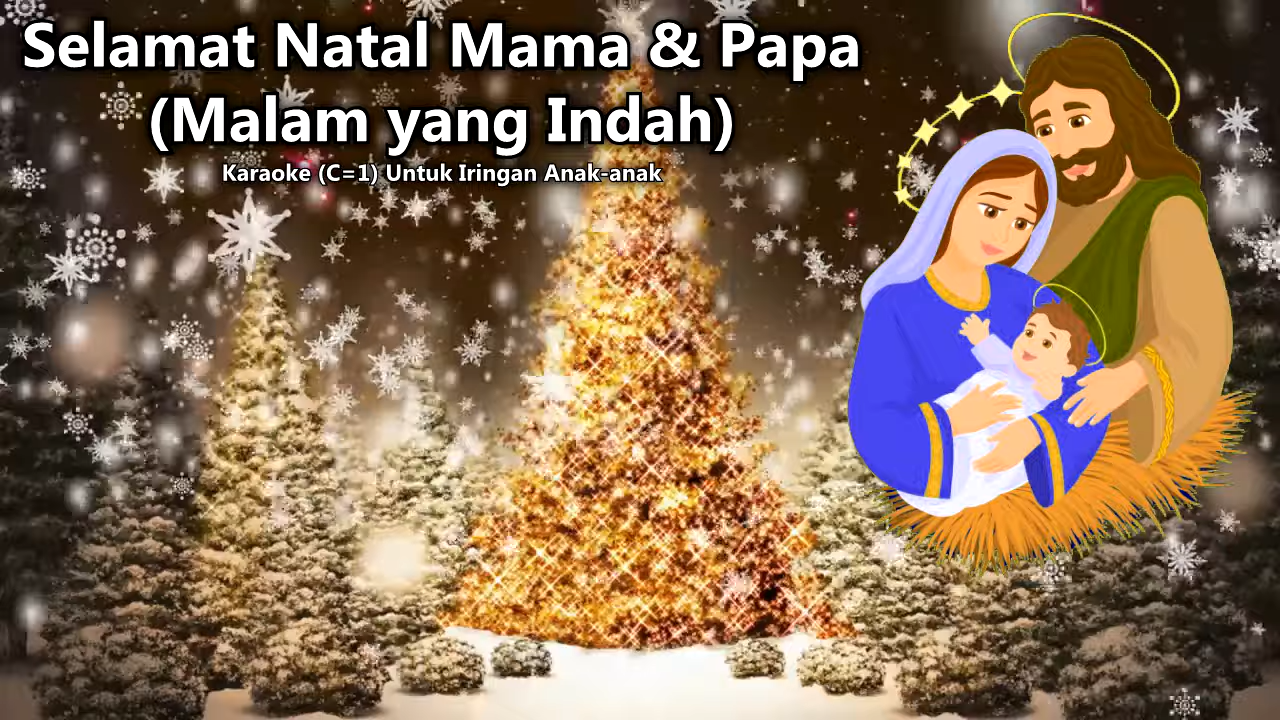 Selamat Natal Mama & Papa
(Malam yang Indah)
Karaoke (C=1) Untuk Iringan Anak-anak